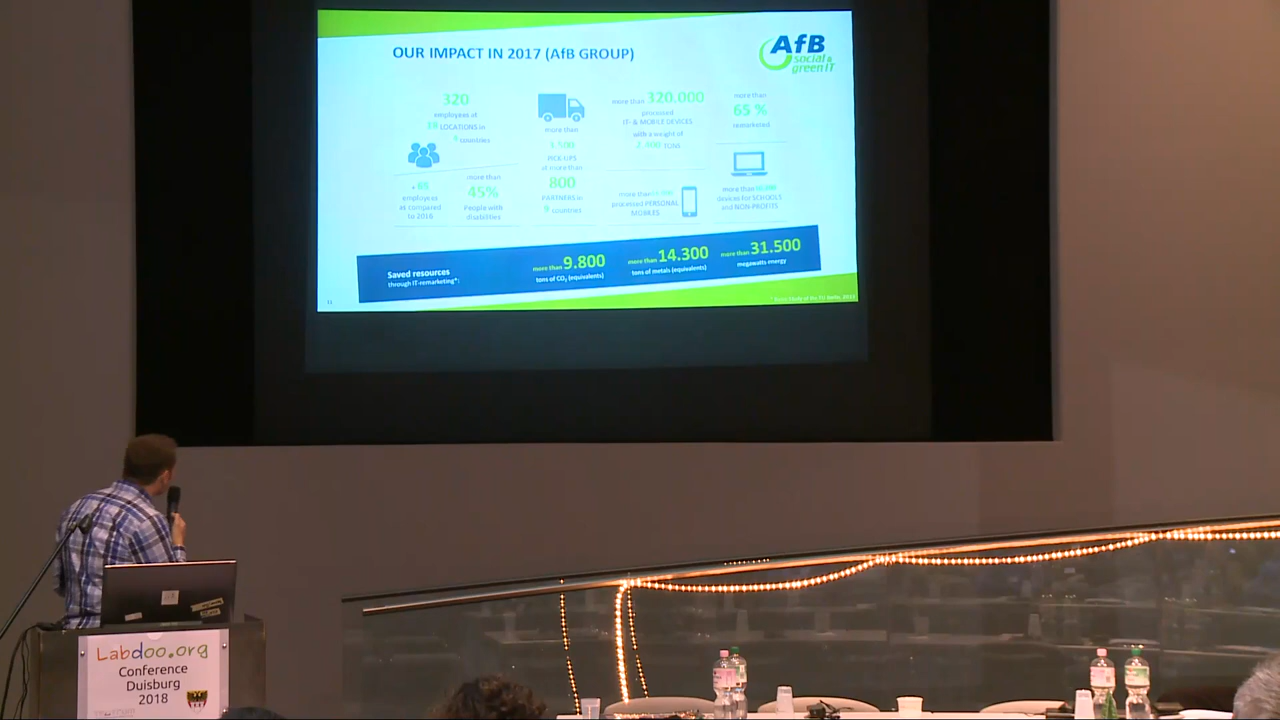 OUR IMPACT IN 2017 (AfB GROUP)
AfB
social &
green IT
320
employees at
LOCATIONS in
countries
more than
PICK-UPS
at more than
800
PARTNERS in
9 countries
more than 320.000
processed
IT- & MOBILE DEVICES
with a weight of
TONS
more than
65 %
remarketed
employees
as compared
to 2016
more than
45%
People with
disabilities
more than
processed PERSONAL
MOBILES
more than
devices for SCHOOLS
and NON-PROFITS
Saved resources
through IT-remarketing*:
more than 9.800
tons of CO₂ (equivalents)
more than 14.300
tons of metals (equivalents)
more than 31.500
megawatts energy
11
Labdoo.org
Conference
Duisburg
2018